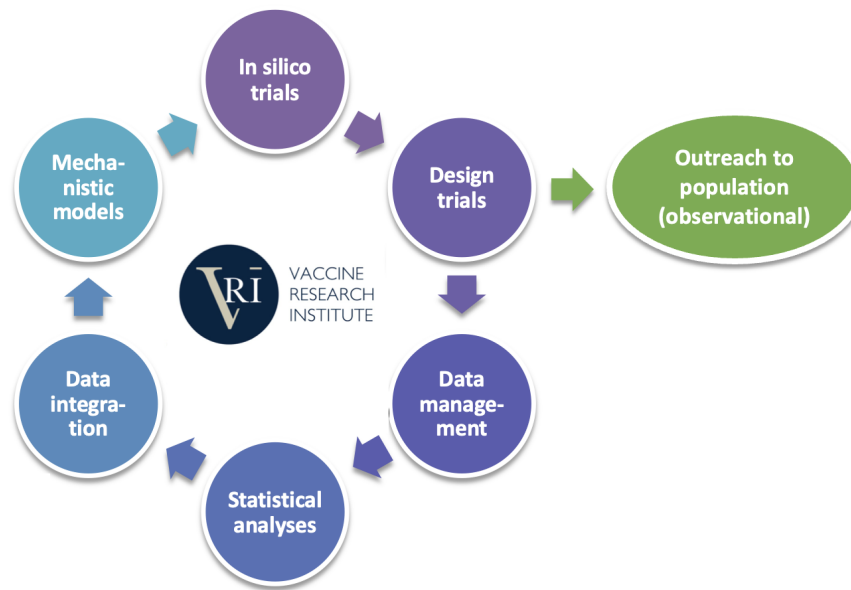 In silico
trials
Mecha-
nistic
models
Design
trials
Outreach to
population
(observational)
VRI
VACCINE
RESEARCH
INSTITUTE
Data
integra-
tion
Data
manage-
ment
Statistical
analyses